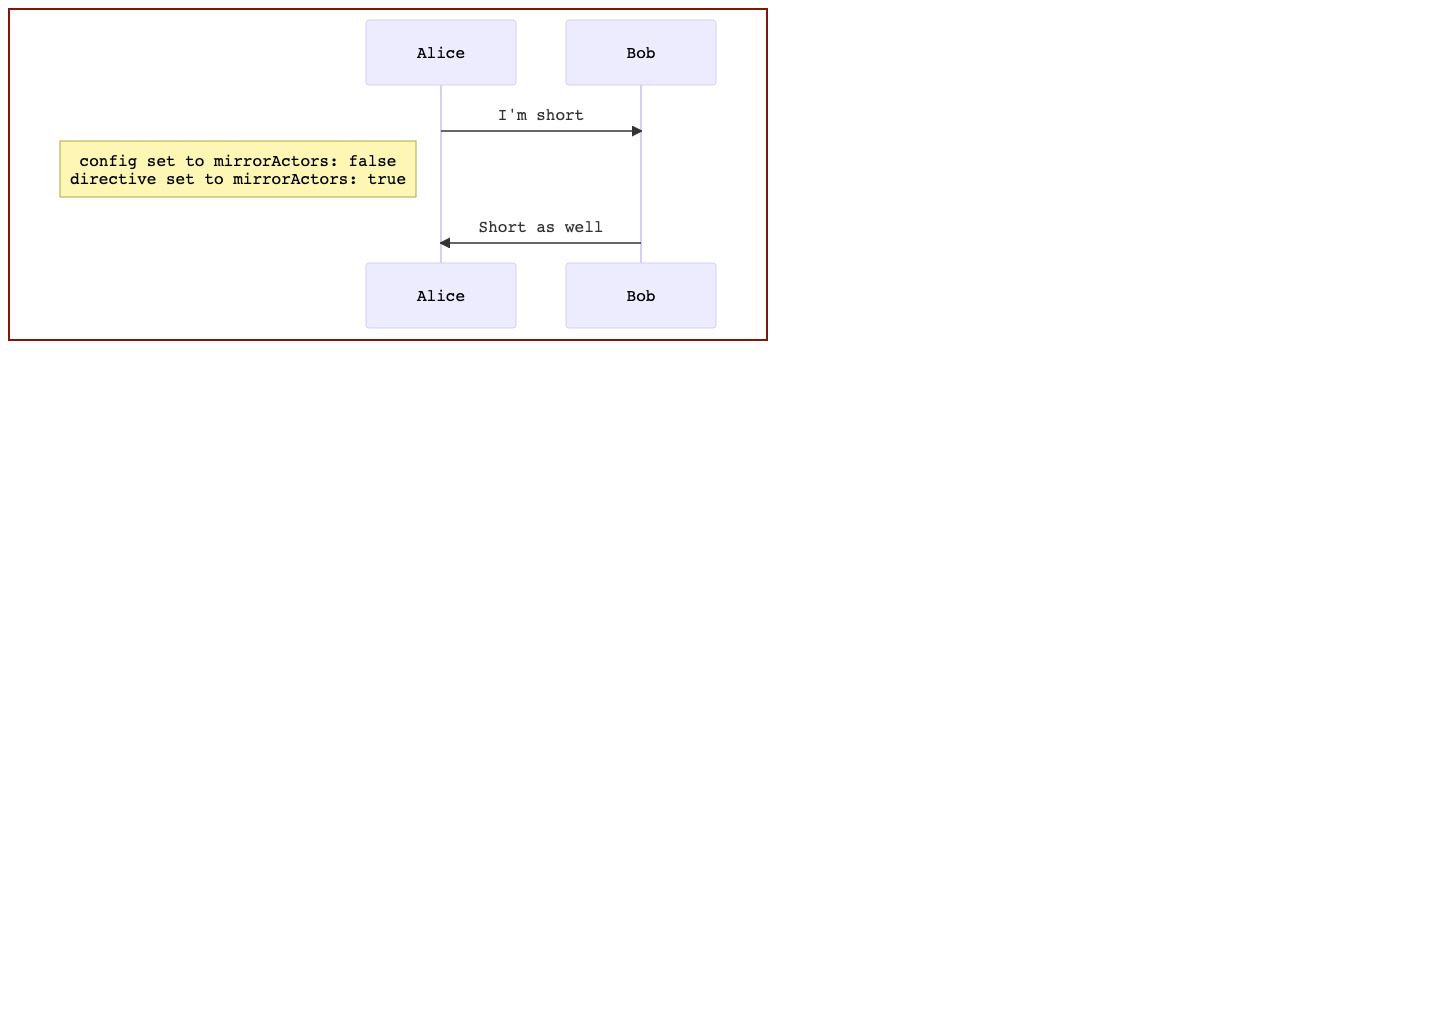 Alice
Bob
I'm short
config set to mirrorActors: false
directive set to mirrorActors: true
Short as well
Alice
Bob